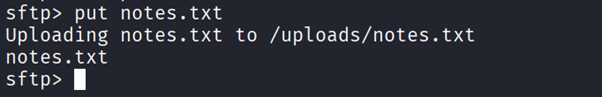 sftp> put notes.txt
Uploading notes.txt to /uploads/notes.txt
notes.txt
sftp>